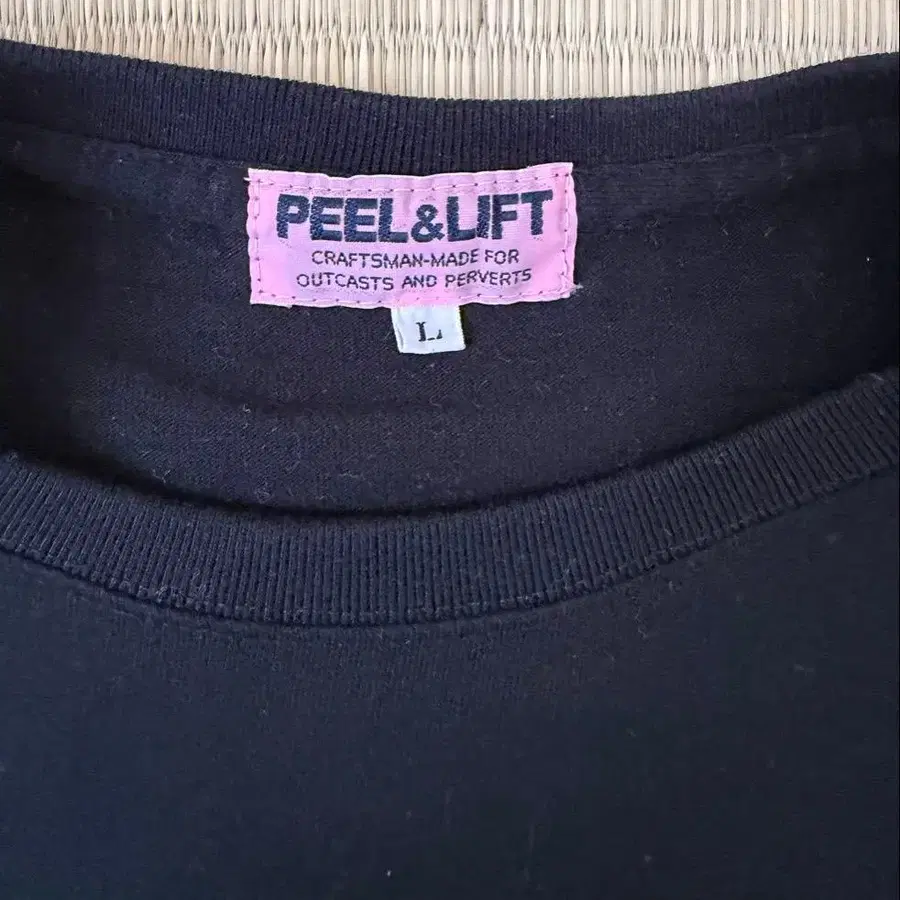 PEEL&LIFT
CRAFTSMAN-MADE FOR
OUTCASTS AND PERVERTS
L